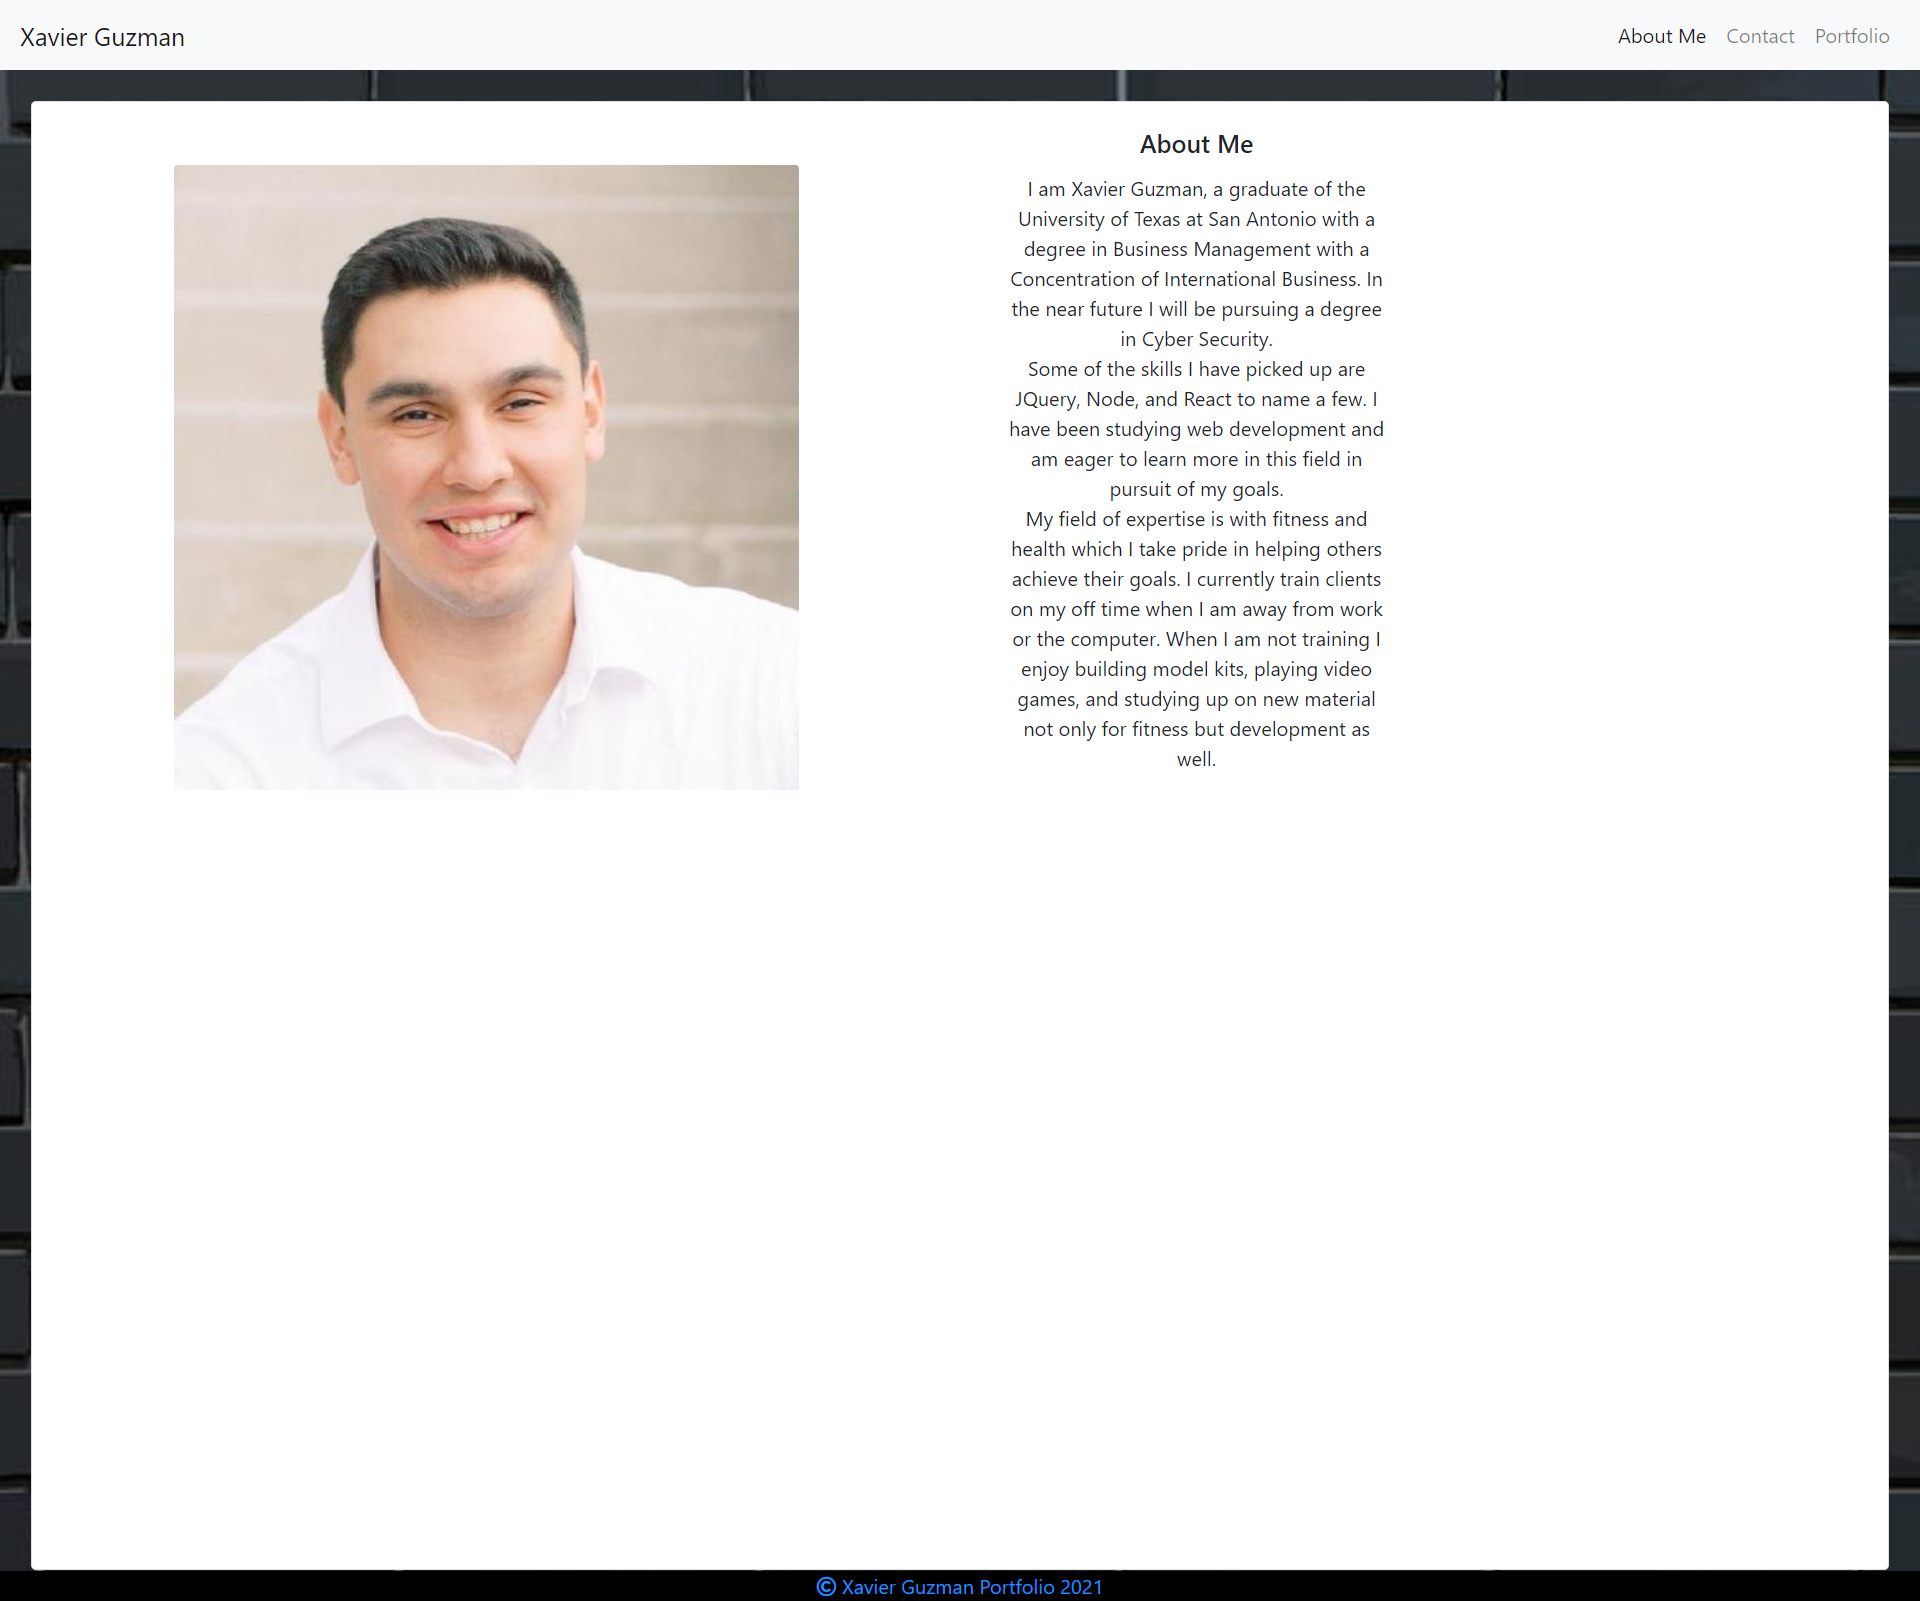 Xavier Guzman
About Me Contact Portfolio
About Me
I am Xavier Guzman, a graduate of the
University of Texas at San Antonio with a
degree in Business Management with a
Concentration of International Business. In
the near future I will be pursuing a degree
in Cyber Security.
Some of the skills I have picked up are
JQuery, Node, and React to name a few. I
have been studying web development and
am eager to learn more in this field in
pursuit of my goals.
My field of expertise is with fitness and
health which I take pride in helping others
achieve their goals. I currently train clients
on my off time when I am away from work
or the computer. When I am not training I
enjoy building model kits, playing video
games, and studying up on new material
not only for fitness but development as
well.
© Xavier Guzman Portfolio 2021